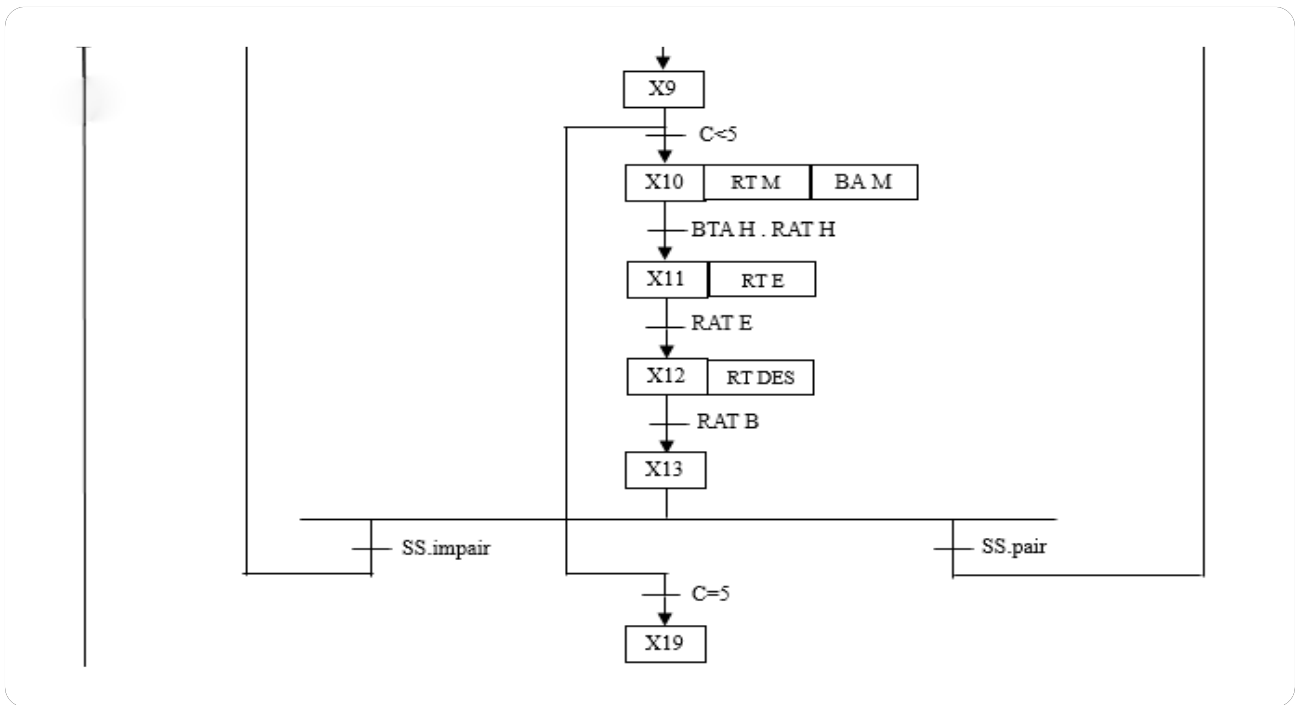 X9
C<5
X10 RT M BA M
BTA H . RAT H
X11 RT E
RAT E
X12 RT DES
RAT B
X13
SS.impair SS.pair
C=5
X19